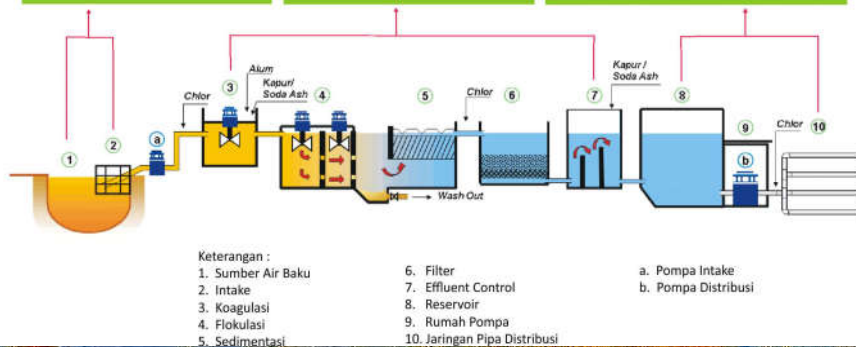 Chlor
3
Alum
Kapur/
Soda Ash
4
5
Chlor
6
7
Kapur /
Soda Ash
8
9
Chlor
10
1
2
a
b
Wash Out
Keterangan :
1. Sumber Air Baku
2. Intake
3. Koagulasi
4. Flokulasi
5. Sedimentasi
6. Filter
7. Effluent Control
8. Reservoir
9. Rumah Pompa
10. Jaringan Pipa Distribusi
a. Pompa Intake
b. Pompa Distribusi